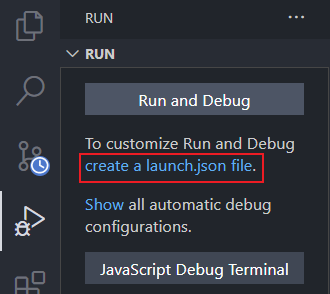 RUN
RUN
Run and Debug
To customize Run and Debug
create a launch.json file.
Show all automatic debug
configurations.
JavaScript Debug Terminal